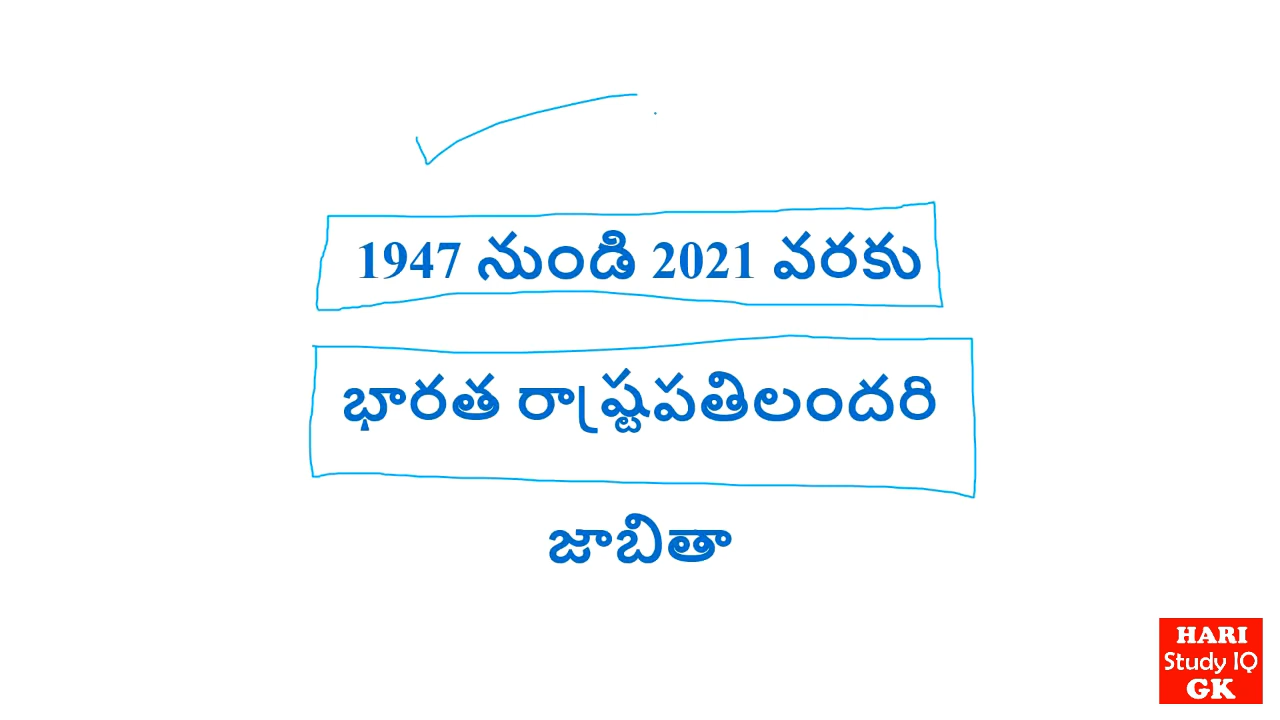 1947 నుండి 2021 వరకు
భారత రాష్ట్రపతిలందరి
జాబితా
HARI
Study IQ
GK